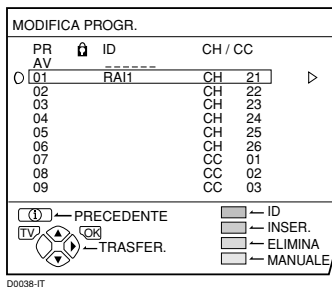 MODIFICA PROGR.
PR ID CH / CC
AV _ _ _ _ _ _
01 RAI1 CH 21
02 CH 22
03 CH 23
04 CH 24
05 CH 25
06 CH 26
07 CC 01
08 CC 02
09 CC 03
PRECEDENTE
TV OK
TRASFER.
ID
INSER.
ELIMINA
MANUALE
D0038-IT